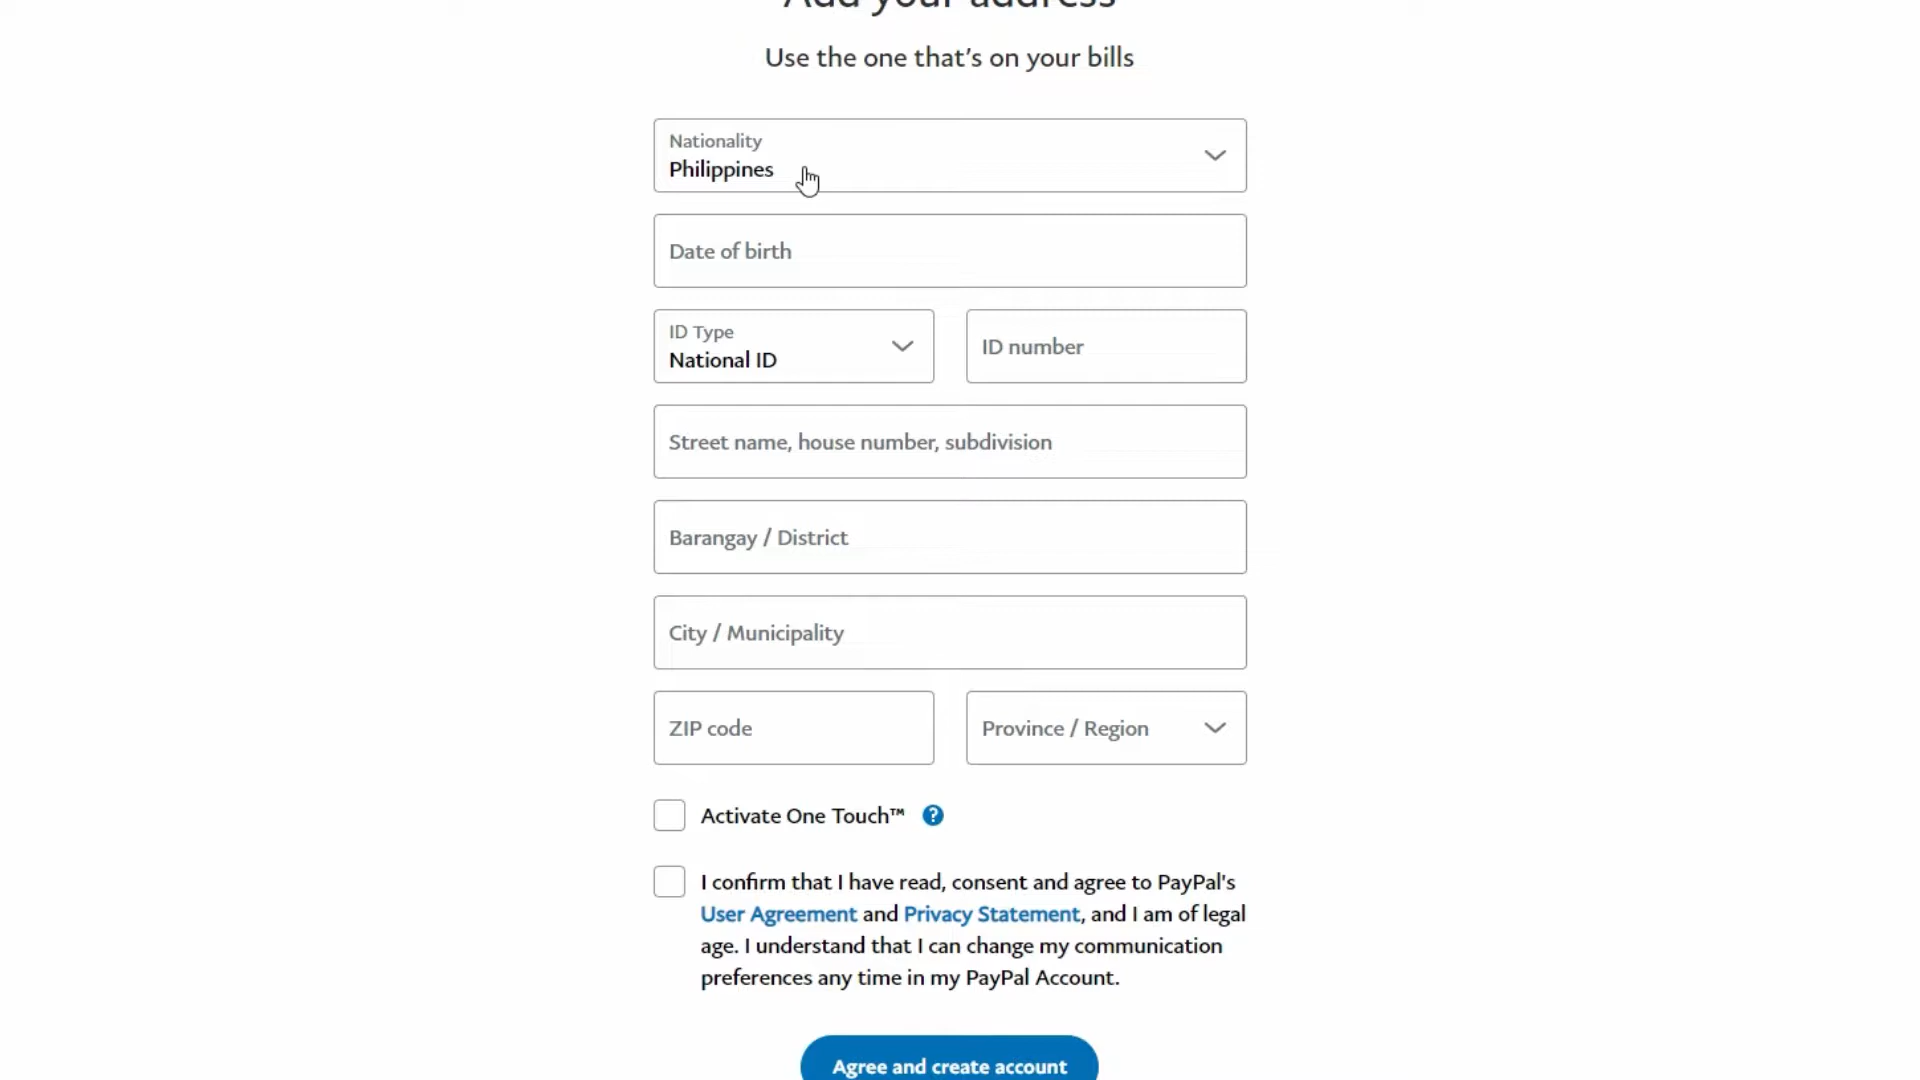 Add your address
Use the one that's on your bills
Nationality
Philippines
Date of birth
ID Type
National ID
ID number
Street name, house number, subdivision
Barangay / District
City / Municipality
ZIP code
Province / Region
Activate One Touch™ ?
I confirm that I have read, consent and agree to PayPal's
User Agreement and Privacy Statement, and I am of legal
age. I understand that I can change my communication
preferences any time in my PayPal Account.
Agree and create account